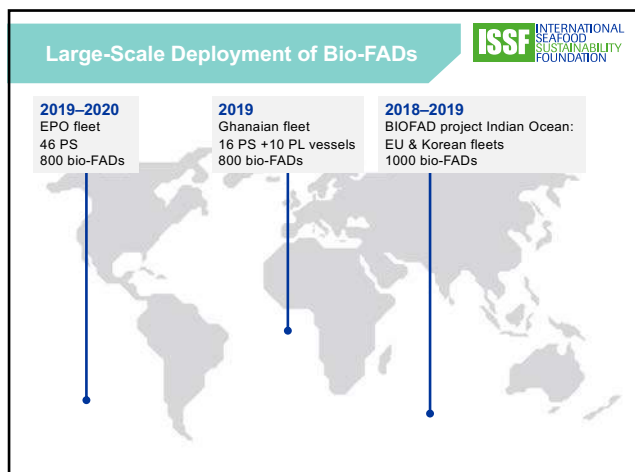 Large-Scale Deployment of Bio-FADs
ISSF
INTERNATIONAL
SEAFOOD
SUSTAINABILITY
FOUNDATION
2019–2020
EPO fleet
46 PS
800 bio-FADs
2019
Ghanaian fleet
16 PS +10 PL vessels
800 bio-FADs
2018–2019
BIOFAD project Indian Ocean:
EU & Korean fleets
1000 bio-FADs